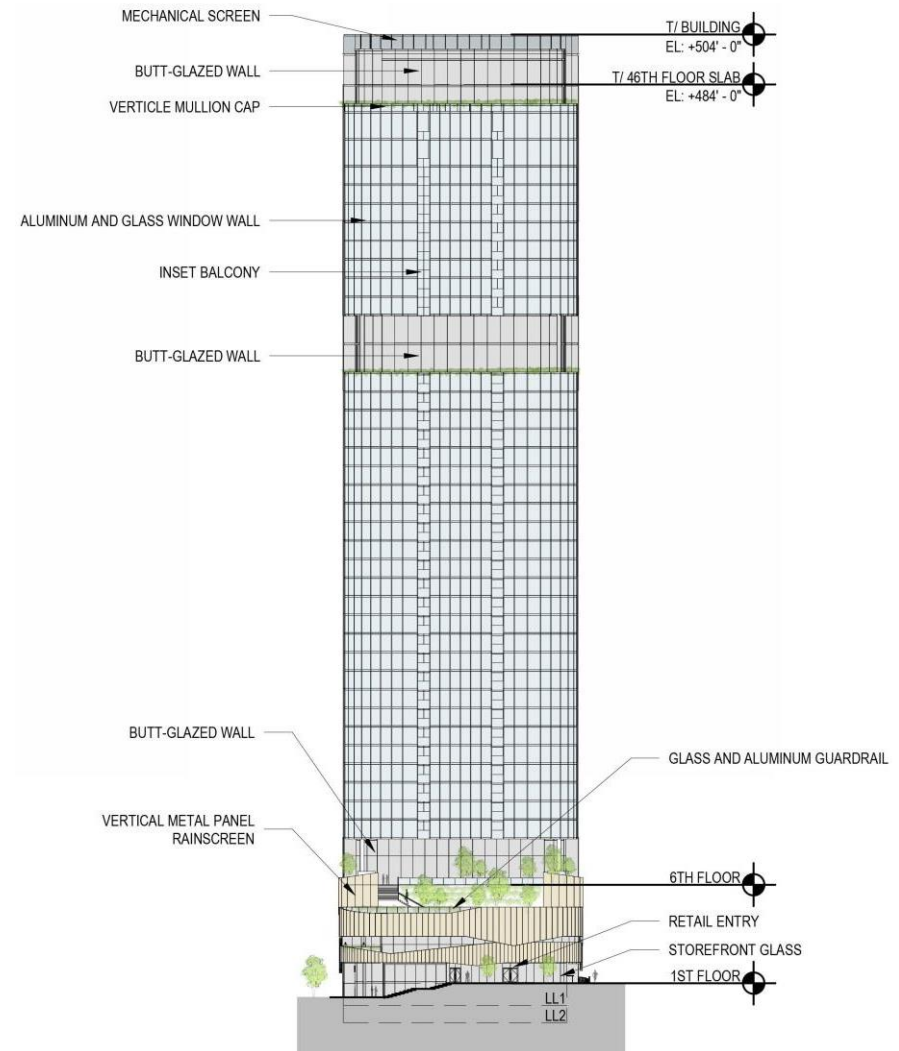 MECHANICAL SCREEN
T/ BUILDING
EL: +504' - 0"
BUTT-GLAZED WALL
T/ 46TH FLOOR SLAB
EL: +484' - 0"
VERTICLE MULLION CAP
ALUMINUM AND GLASS WINDOW WALL
INSET BALCONY
BUTT-GLAZED WALL
BUTT-GLAZED WALL
GLASS AND ALUMINUM GUARDRAIL
VERTICAL METAL PANEL
RAINSCREEN
6TH FLOOR
RETAIL ENTRY
STOREFRONT GLASS
1ST FLOOR
LL1
LL2